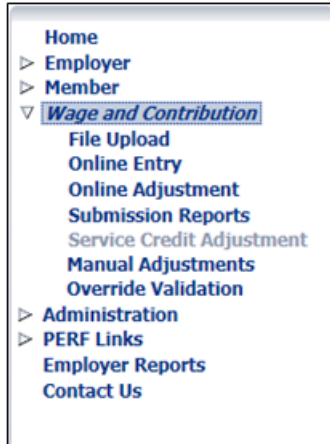 Home
Employer
Member
Wage and Contribution
File Upload
Online Entry
Online Adjustment
Submission Reports
Service Credit Adjustment
Manual Adjustments
Override Validation
Administration
PERF Links
Employer Reports
Contact Us